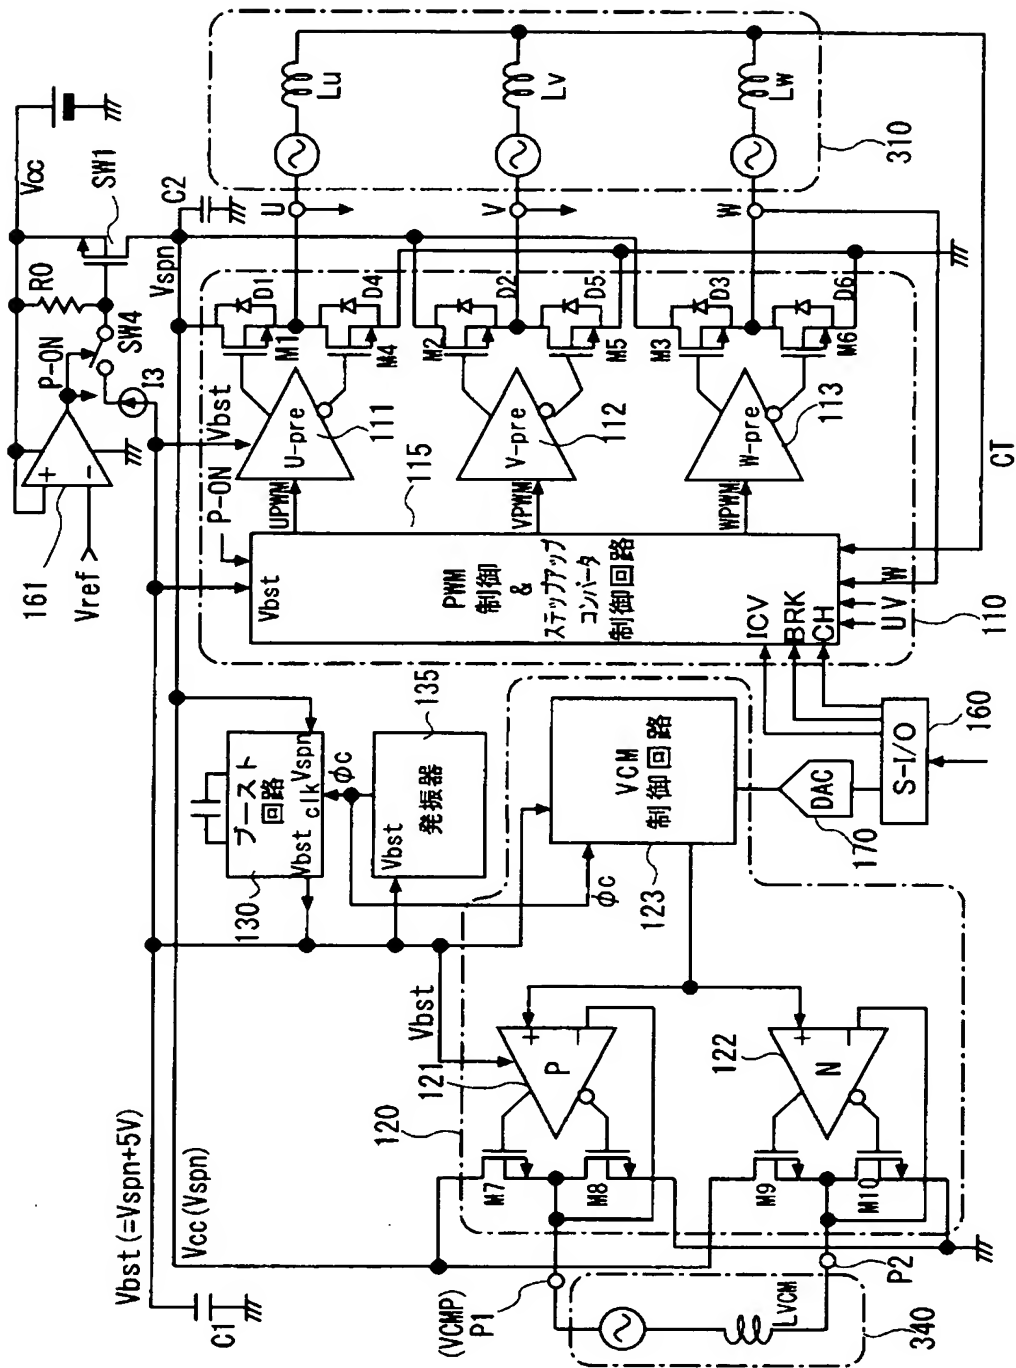 Vcc
SW1
C2
R0
Vspn
SW4
P-ON
I3
161
Vref
Vbst
P-ON
115
Vbst
PWM
制御
&
ステップアップ
コンバータ
制御回路
ICV
BRK
CH
U
V
W
110
CT
UPWM
VPWM
WPWM
U-pre
111
V-pre
112
W-pre
113
M1
D1
M4
D4
M2
D2
M5
D5
M3
D3
M6
D6
U
V
W
Lu
Lv
Lw
310
ブースト
回路
Vbst
clk
Vspn
130
φc
135
発振器
Vbst
φc
VCM
制御回路
123
DAC
170
S-I/O
160
Vbst(=Vspn+5V)
Vcc(Vspn)
C1
Vbst
120
121
+
−
P
122
+
−
N
M7
M8
M9
M10
(VCMP)
P1
P2
LVCM
340
+
-